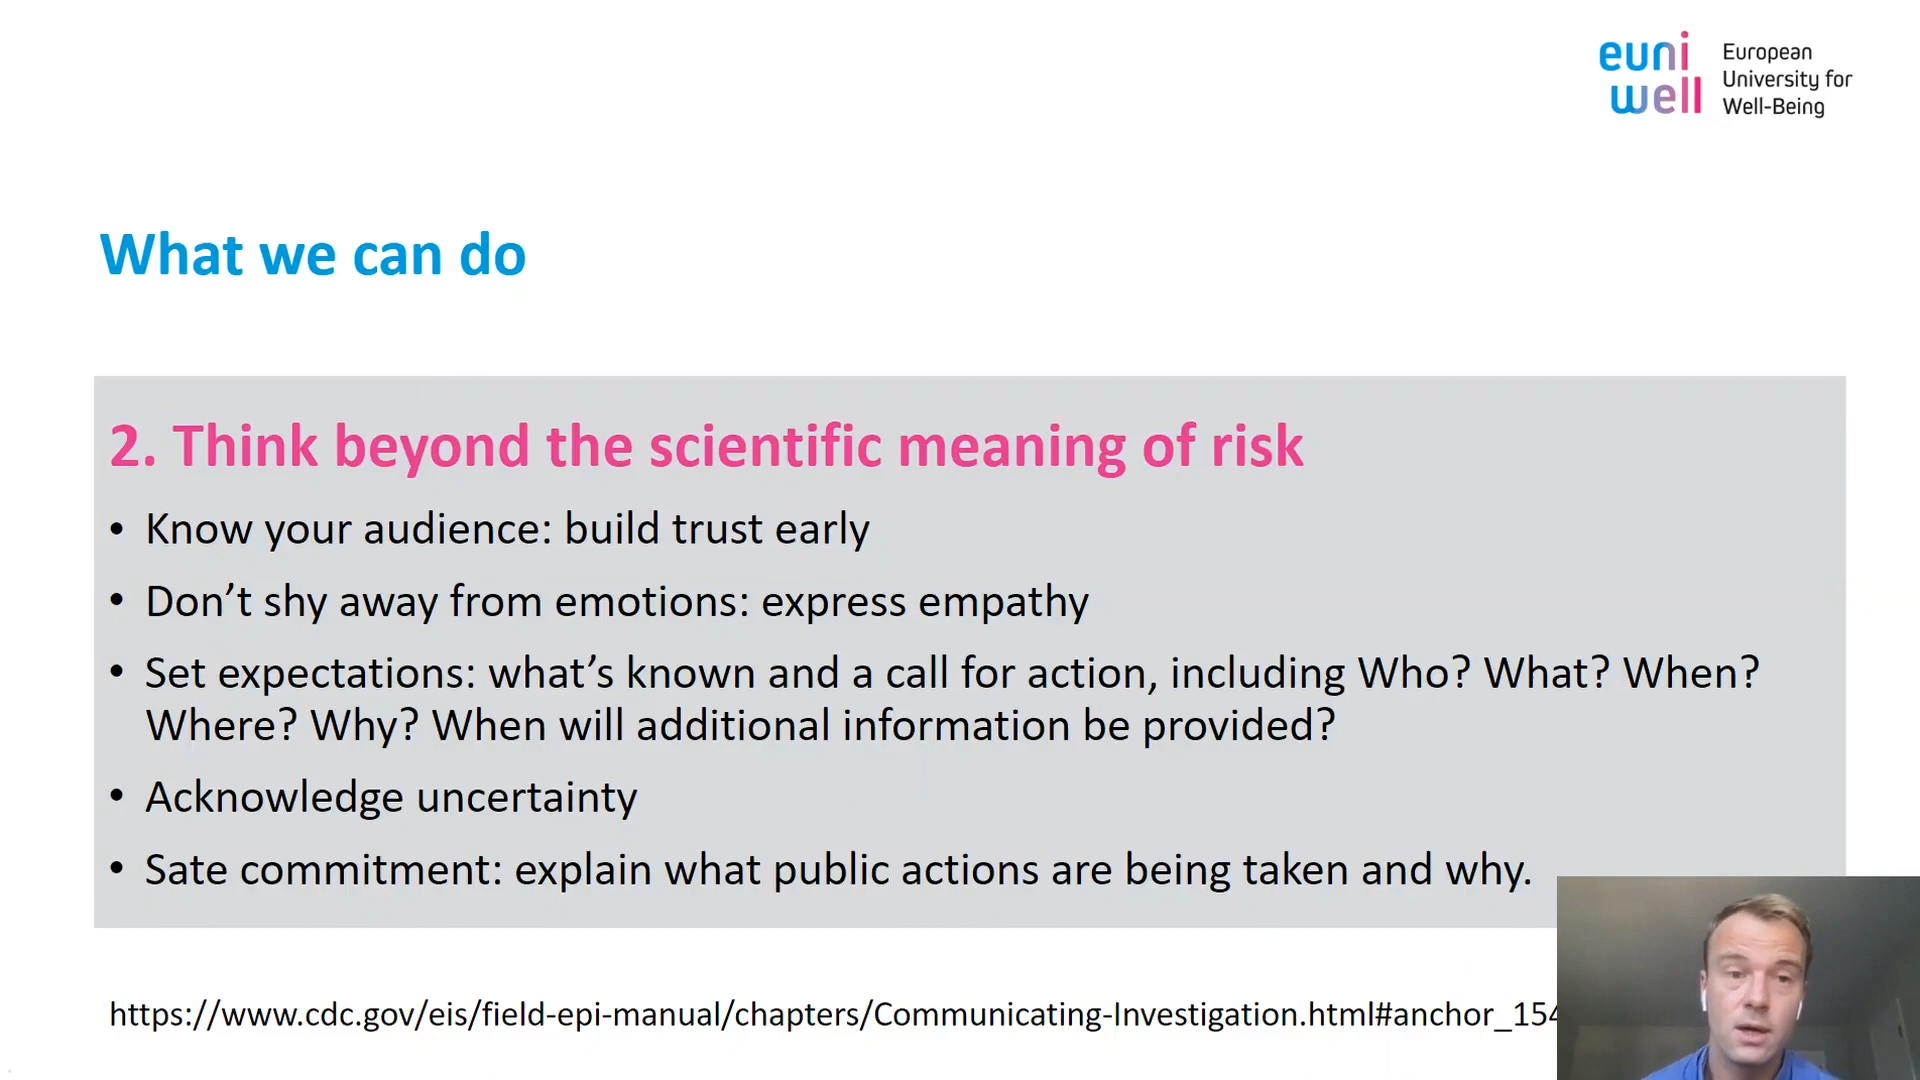 euni
well
European
University for
Well-Being
What we can do
2. Think beyond the scientific meaning of risk
• Know your audience: build trust early
• Don’t shy away from emotions: express empathy
• Set expectations: what’s known and a call for action, including Who? What? When?
Where? Why? When will additional information be provided?
• Acknowledge uncertainty
• Sate commitment: explain what public actions are being taken and why.
https://www.cdc.gov/eis/field-epi-manual/chapters/Communicating-Investigation.html#anchor_154